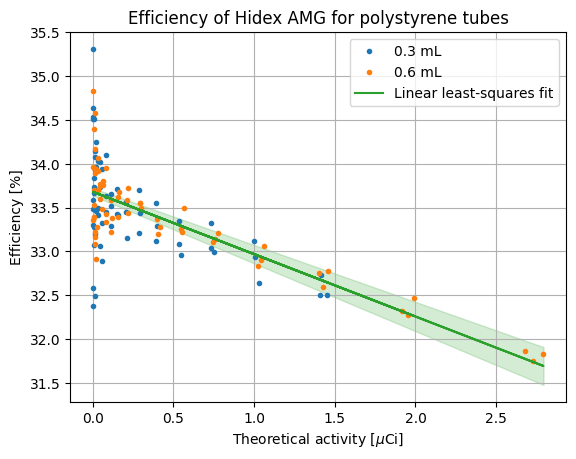 Efficiency of Hidex AMG for polystyrene tubes
35.5
35.0
34.5
34.0
33.5
33.0
32.5
32.0
31.5
Efficiency [%]
0.3 mL
0.6 mL
Linear least-squares fit
0.0 0.5 1.0 1.5 2.0 2.5
Theoretical activity [μCi]